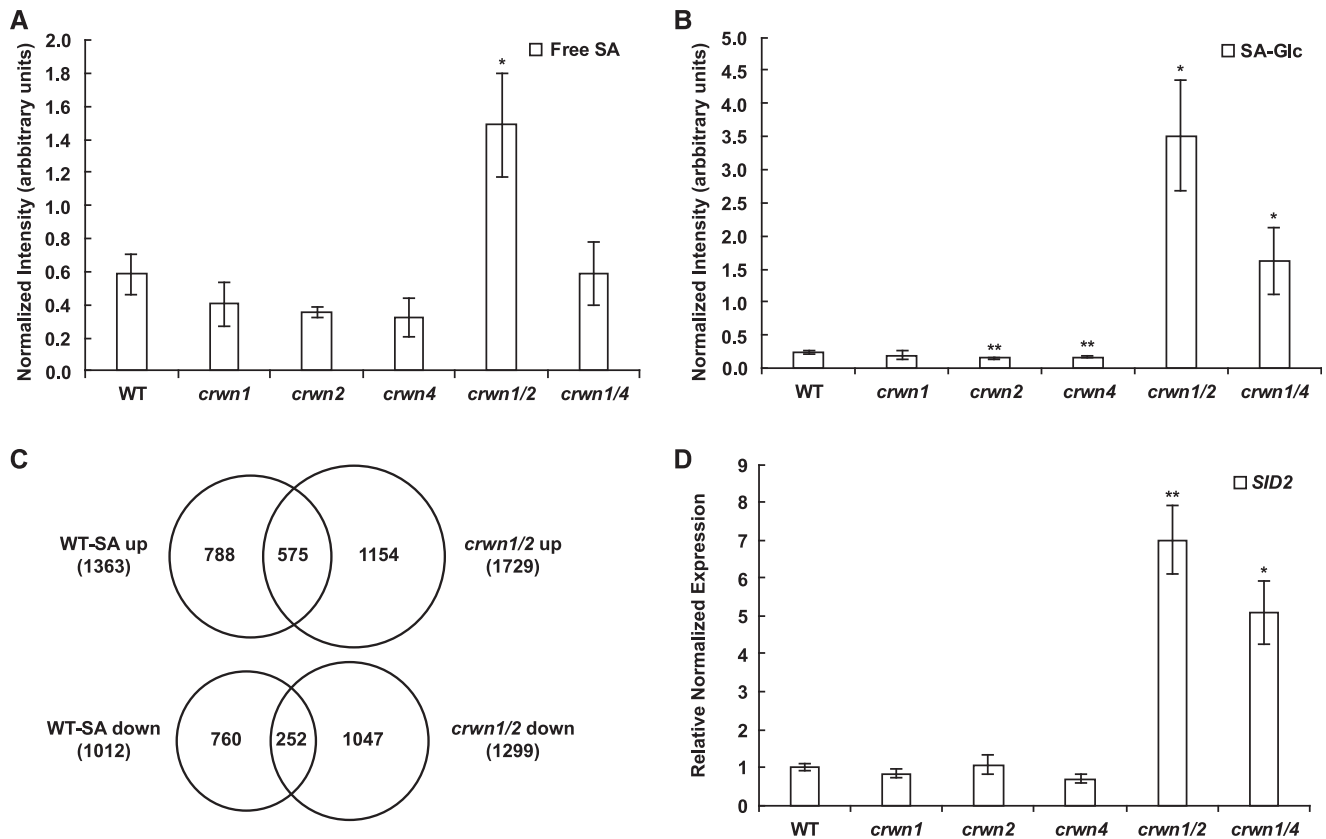 A
Normalized Intensity (arbbitrary units)
2.0
1.8
1.6
1.4
1.2
1.0
0.8
0.6
0.4
0.2
0.0
Free SA
*
WT
crwn1
crwn2
crwn4
crwn1/2
crwn1/4
B
Normalized Intensity (arbbitrary units)
5.0
4.5
4.0
3.5
3.0
2.5
2.0
1.5
1.0
0.5
0.0
SA-Glc
**
**
*
*
WT
crwn1
crwn2
crwn4
crwn1/2
crwn1/4
C
WT-SA up
(1363)
788
575
1154
crwn1/2 up
(1729)
WT-SA down
(1012)
760
252
1047
crwn1/2 down
(1299)
D
Relative Normalized Expression
9
8
7
6
5
4
3
2
1
0
SID2
**
*
WT
crwn1
crwn2
crwn4
crwn1/2
crwn1/4